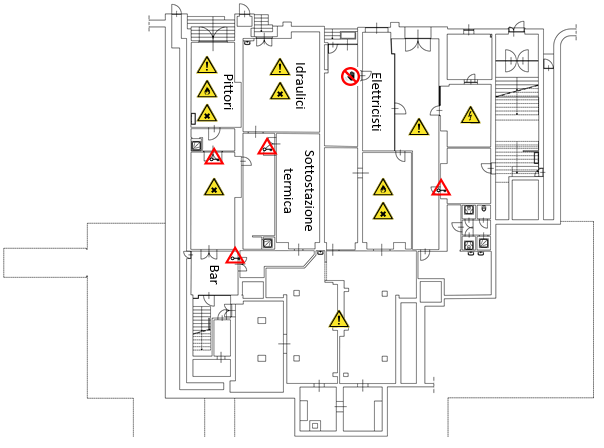 Pittori
Idraulici
Elettricisti
Sottostazione
termica
Bar